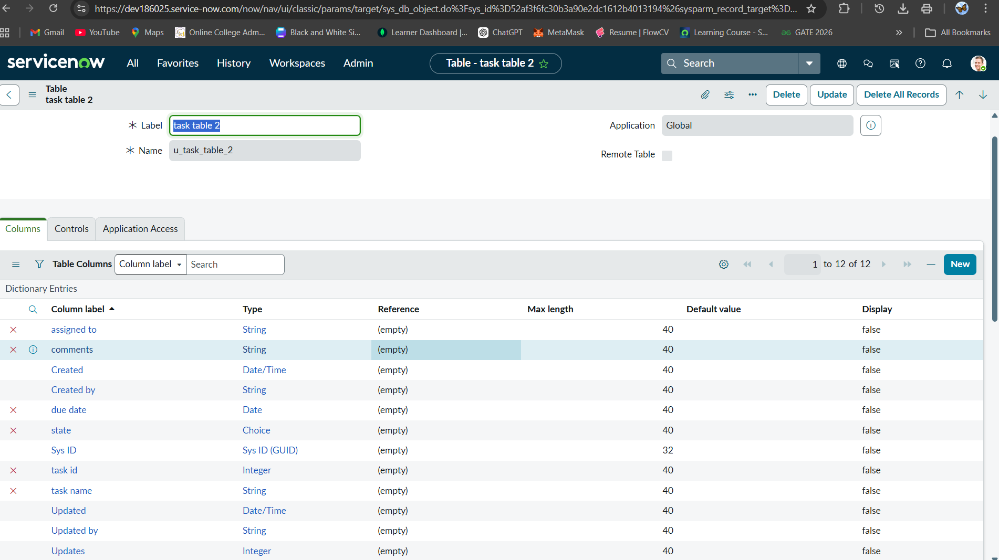 https://dev186025.service-now.com/now/nav/ui/classic/params/target/sys_db_object.do%3Fsys_id%3D52af3f6fc30b3a90e2dc1612b4013194%26sysparm_record_target%3D...
Gmail YouTube Maps Online College Adm... Black and White Si... Learner Dashboard |... ChatGPT MetaMask Resume | FlowCV Learning Course - S... GATE 2026 » All Bookmarks
servicenow All Favorites History Workspaces Admin Table - task table 2 Search
Table
task table 2
Delete Update Delete All Records
* Label task table 2 Application Global
* Name u_task_table_2 Remote Table
Columns Controls Application Access
Table Columns Column label Search 1 to 12 of 12 New
Dictionary Entries
Column label Type Reference Max length Default value Display
assigned to String (empty) 40 false
comments String (empty) 40 false
Created Date/Time (empty) 40 false
Created by String (empty) 40 false
due date Date (empty) 40 false
state Choice (empty) 40 false
Sys ID Sys ID (GUID) (empty) 32 false
task id Integer (empty) 40 false
task name String (empty) 40 false
Updated Date/Time (empty) 40 false
Updated by String (empty) 40 false
Updates Integer (empty) 40 false